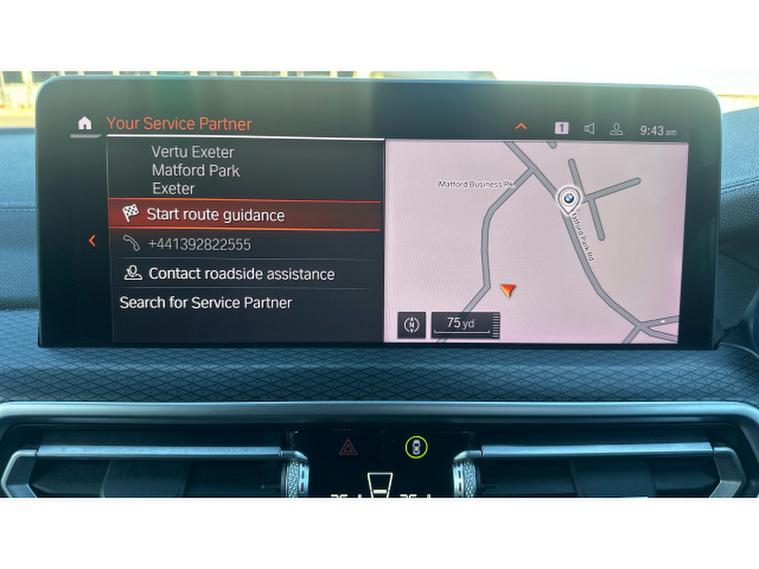 Your Service Partner
1
9:43 am
Vertu Exeter
Matford Park
Exeter
Start route guidance
+441392822555
Contact roadside assistance
Search for Service Partner
Matford Business Pk
Matford Park Rd
N
75 yd